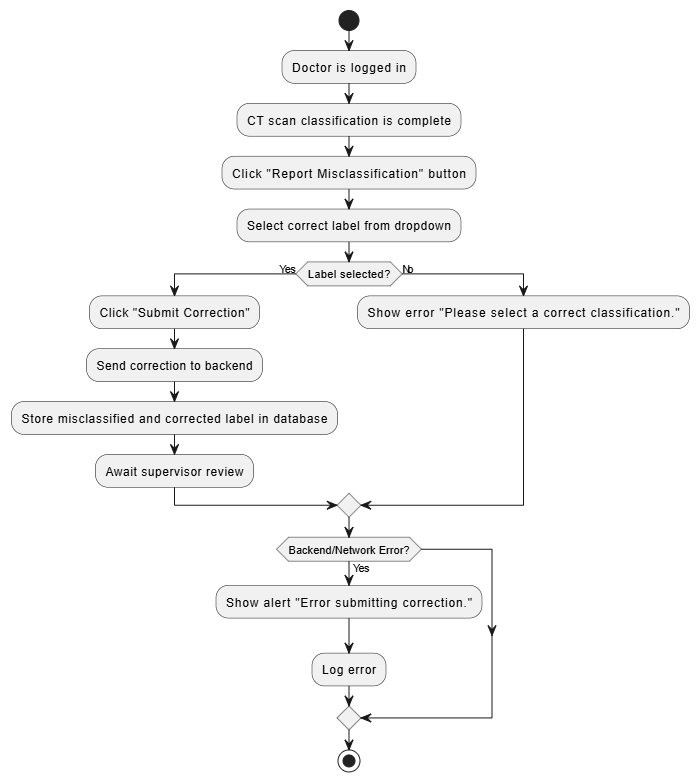 Doctor is logged in
CT scan classification is complete
Click "Report Misclassification" button
Select correct label from dropdown
Yes
Label selected?
No
Click "Submit Correction"
Show error "Please select a correct classification."
Send correction to backend
Store misclassified and corrected label in database
Await supervisor review
Backend/Network Error?
Yes
Show alert "Error submitting correction."
Log error